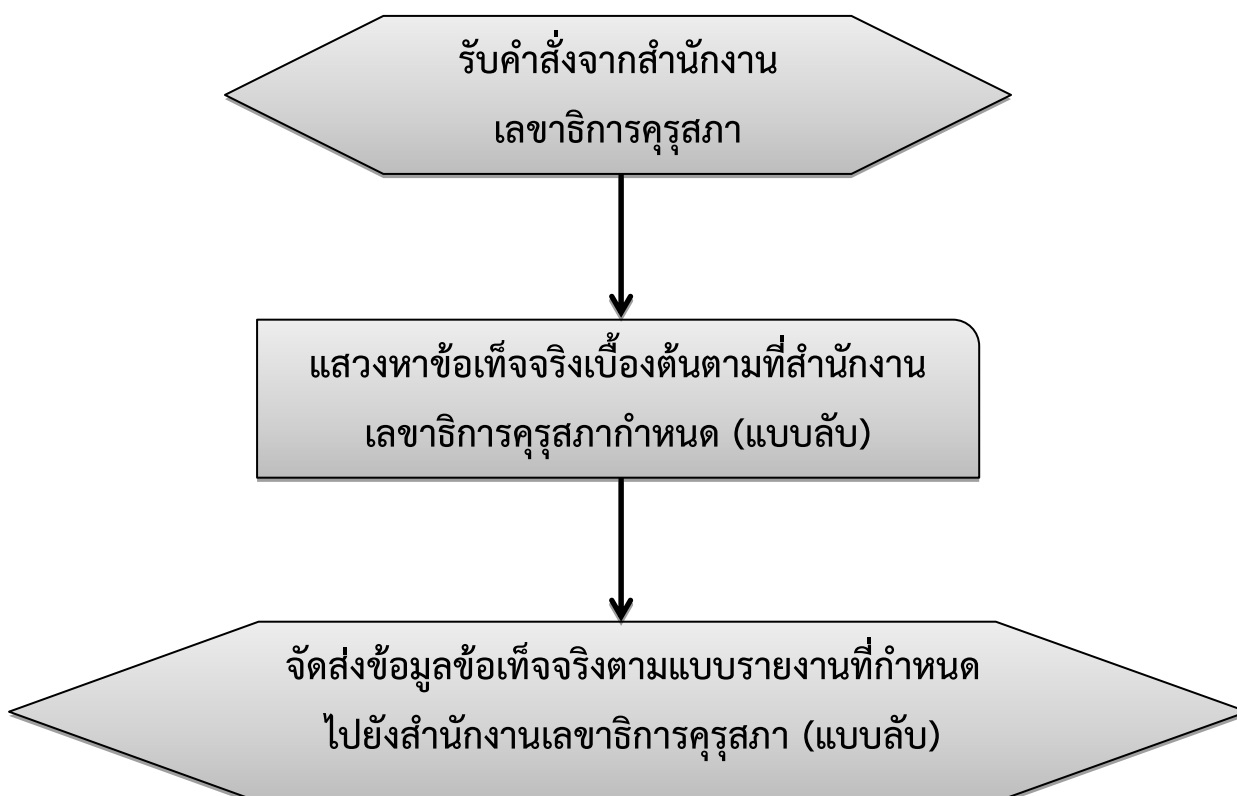 รับคำสั่งจากสำนักงาน
เลขาธิการคุรุสภา
แสวงหาข้อเท็จจริงเบื้องต้นตามที่สำนักงาน
เลขาธิการคุรุสภากำหนด (แบบลับ)
จัดส่งข้อมูลข้อเท็จจริงตามแบบรายงานที่กำหนด
ไปยังสำนักงานเลขาธิการคุรุสภา (แบบลับ)